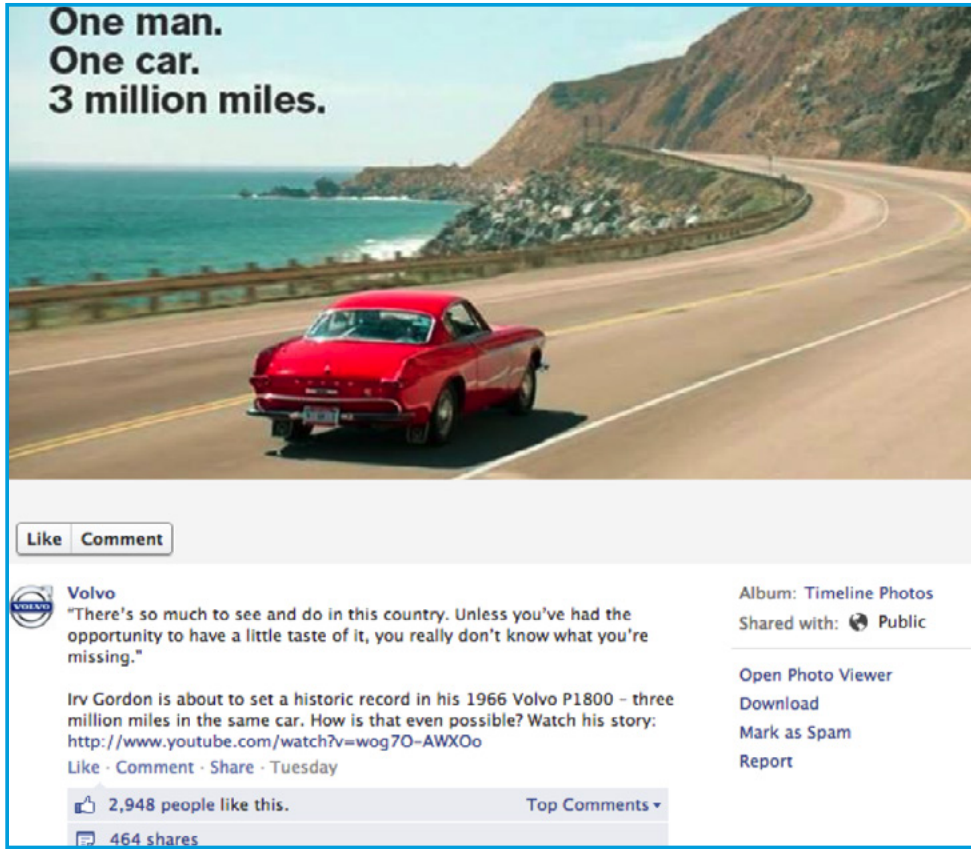 One man.
One car.
3 million miles.
Like Comment
VOLVO
Volvo
"There's so much to see and do in this country. Unless you've had the
opportunity to have a little taste of it, you really don't know what you're
missing."
Irv Gordon is about to set a historic record in his 1966 Volvo P1800 – three
million miles in the same car. How is that even possible? Watch his story:
http://www.youtube.com/watch?v=wog7O-AWXOo
Like · Comment · Share · Tuesday
2,948 people like this.
Top Comments
464 shares
Album: Timeline Photos
Shared with: Public
Open Photo Viewer
Download
Mark as Spam
Report